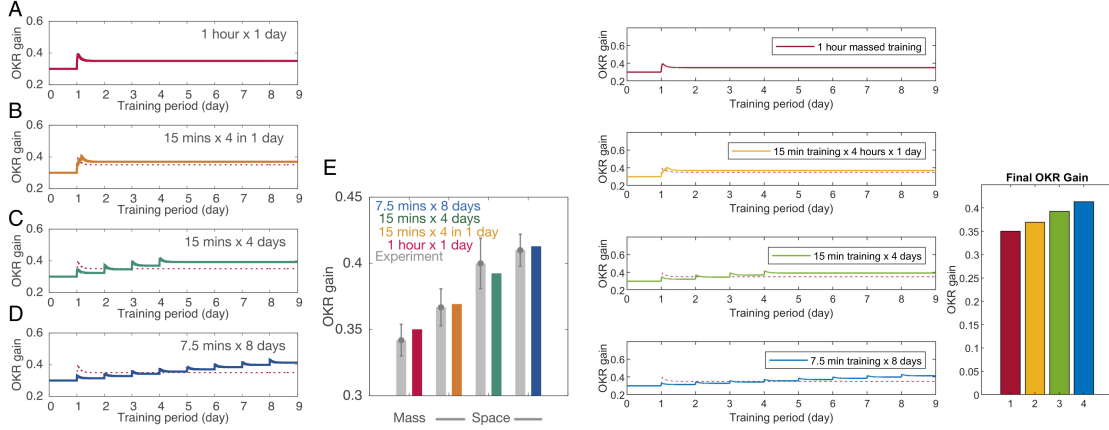 A
1 hour x 1 day
OKR gain
0.6
0.4
0.2
0 1 2 3 4 5 6 7 8 9
Training period (day)
B
15 mins x 4 in 1 day
OKR gain
0.6
0.4
0.2
0 1 2 3 4 5 6 7 8 9
Training period (day)
C
15 mins x 4 days
OKR gain
0.6
0.4
0.2
0 1 2 3 4 5 6 7 8 9
Training period (day)
D
7.5 mins x 8 days
OKR gain
0.6
0.4
0.2
0 1 2 3 4 5 6 7 8 9
Training period (day)
E
OKR gain
0.45
0.4
0.35
0.3
7.5 mins x 8 days
15 mins x 4 days
15 mins x 4 in 1 day
1 hour x 1 day
Experiment
Mass Space
1 hour massed training
OKR gain
0.6
0.4
0.2
0 1 2 3 4 5 6 7 8 9
Training period (day)
15 min training x 4 hours x 1 day
OKR gain
0.6
0.4
0.2
0 1 2 3 4 5 6 7 8 9
Training period (day)
15 min training x 4 days
OKR gain
0.6
0.4
0.2
0 1 2 3 4 5 6 7 8 9
Training period (day)
7.5 min training x 8 days
OKR gain
0.6
0.4
0.2
0 1 2 3 4 5 6 7 8 9
Training period (day)
Final OKR Gain
OKR gain
0.4
0.35
0.3
0.25
0.2
0.15
0.1
0.05
0
1 2 3 4